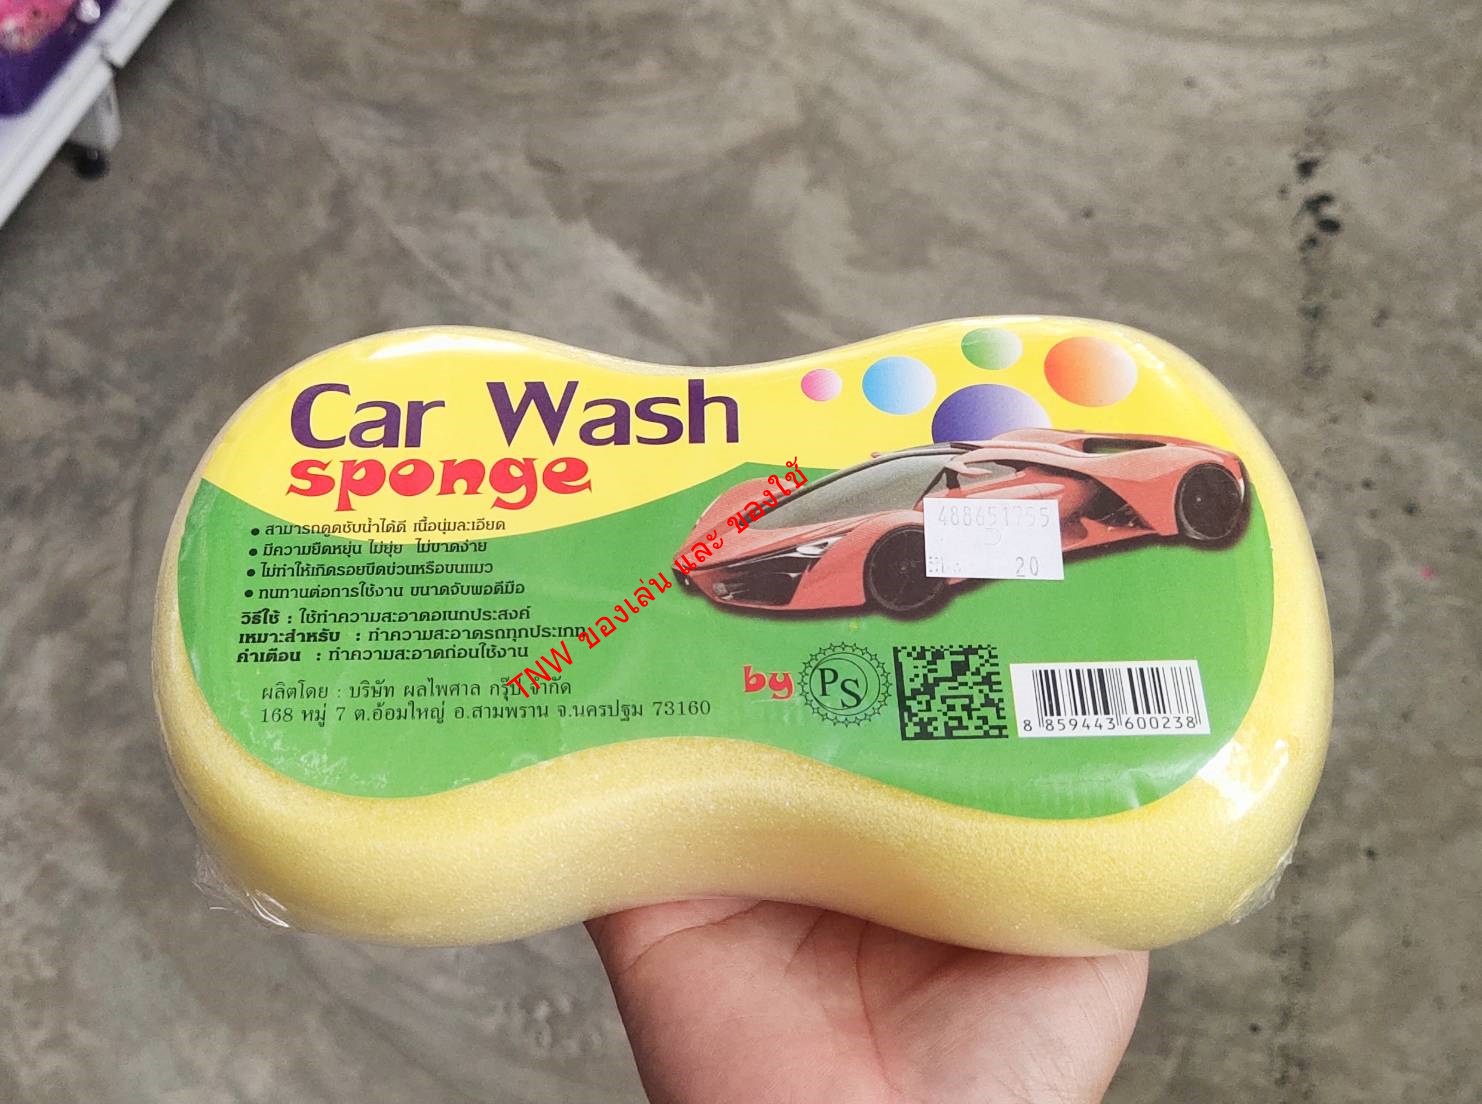 Car Wash
sponge
• สามารถดูดซับน้ำได้ดี เนื้อนุ่มละเอียด
• มีความยืดหยุ่น ไม่ยุ่ย ไม่ขาดง่าย
• ไม่ทำให้เกิดรอยขีดข่วนหรือขนแมว
• ทนทานต่อการใช้งาน ขนาดจับพอดีมือ
วิธีใช้ : ใช้ทำความสะอาดอเนกประสงค์
เหมาะสำหรับ : ทำความสะอาดรถทุกประเภท
คำเตือน : ทำความสะอาดก่อนใช้งาน
ผลิตโดย : บริษัท ผลไพศาล กรุ๊ป จำกัด
168 หมู่ 7 ต.อ้อมใหญ่ อ.สามพราน จ.นครปฐม 73160
by PS
8 859443 600238
488651755
20
TNW ของเล่น และ ของใช้